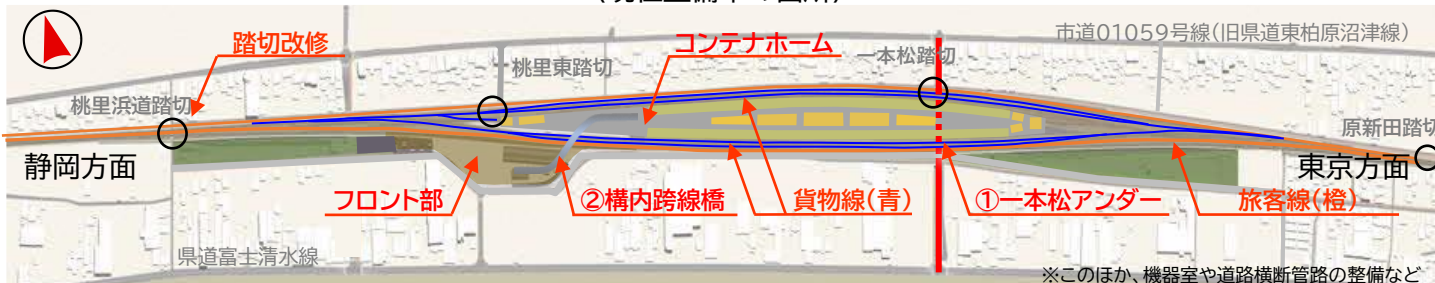 市道01059号線(旧県道東柏原沼津線)
踏切改修
コンテナホーム
一本松踏切
桃里東踏切
桃里浜道踏切
原新田踏切
静岡方面
東京方面
フロント部
②構内跨線橋
貨物線(青)
①一本松アンダー
旅客線(橙)
県道富士清水線
※このほか、機器室や道路横断管路の整備など